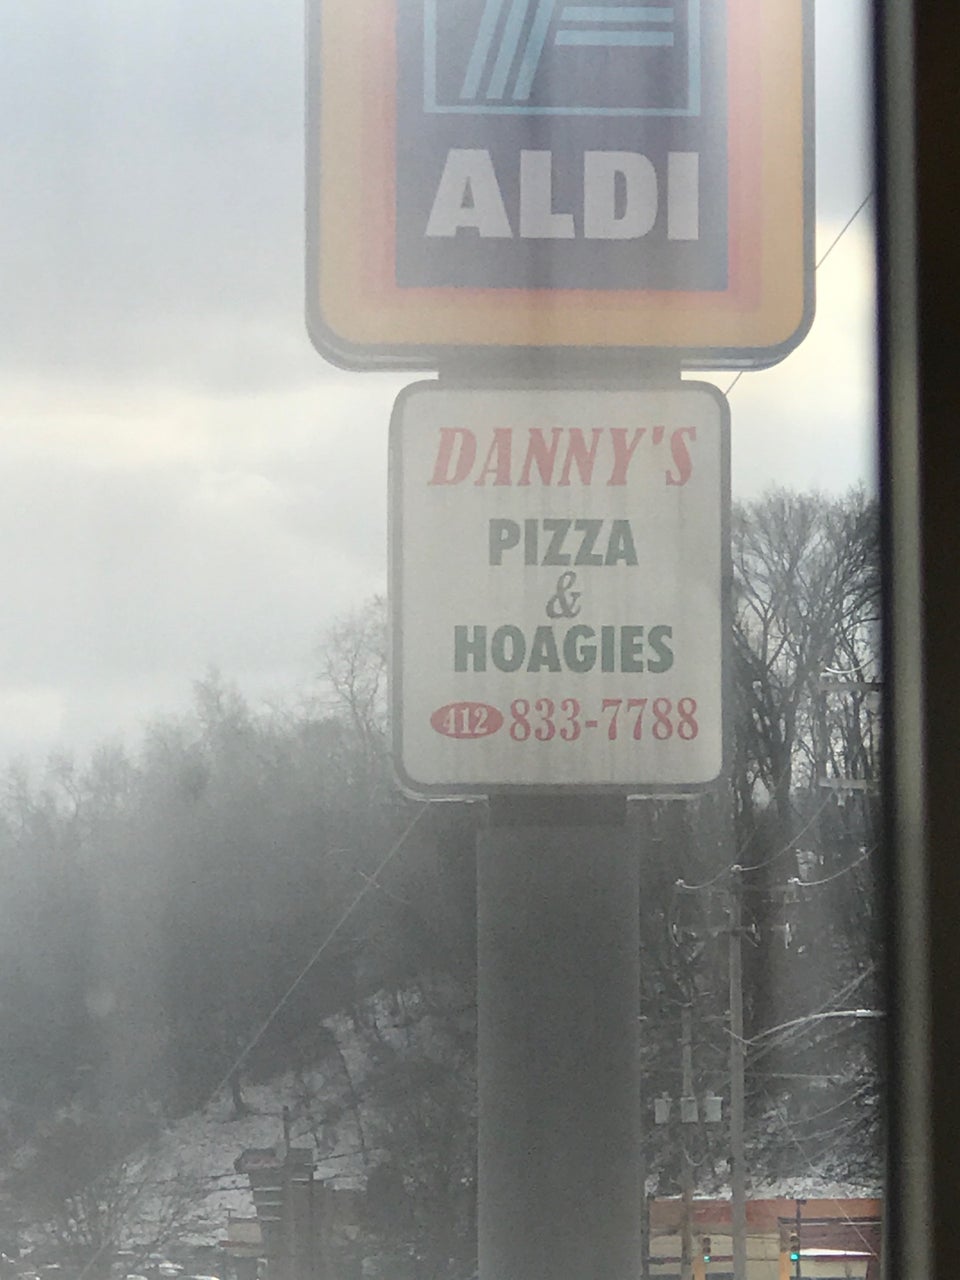 ALDI
DANNY'S
PIZZA
&
HOAGIES
412 833-7788